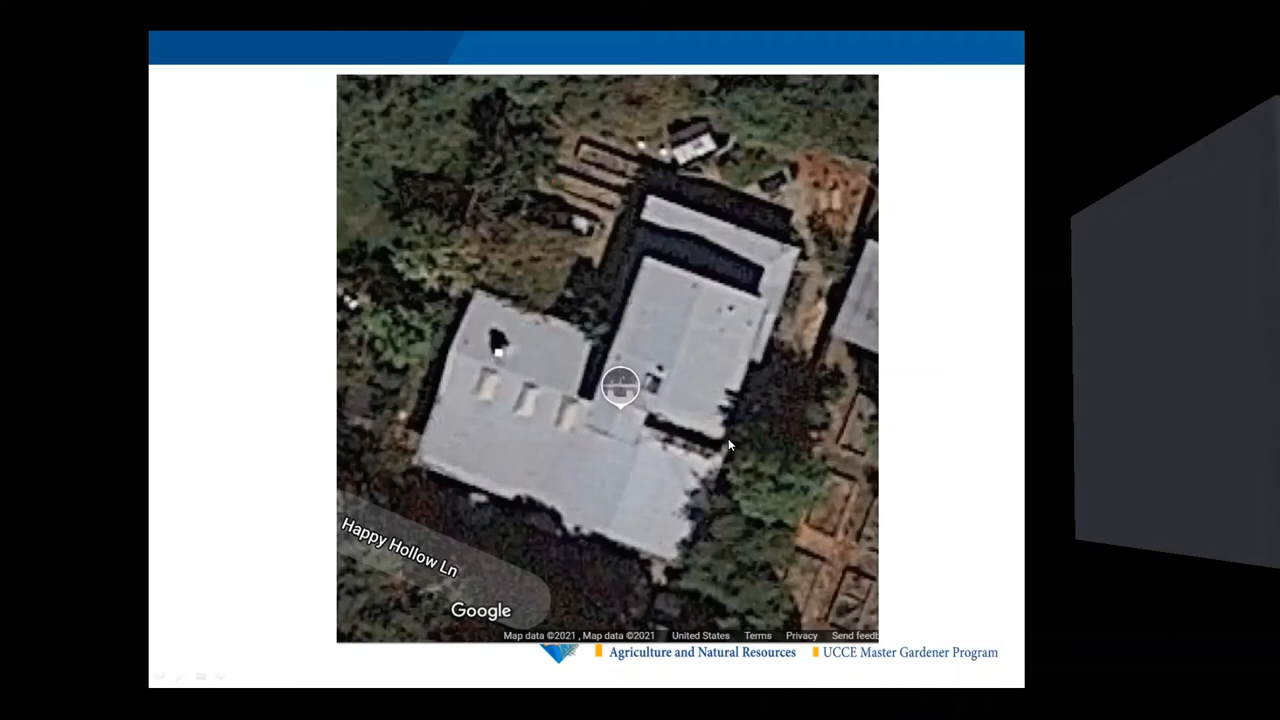 Happy Hollow Ln
Google
Map data ©2021 , Map data ©2021 United States Terms Privacy Send feedb
Agriculture and Natural Resources UCCE Master Gardener Program